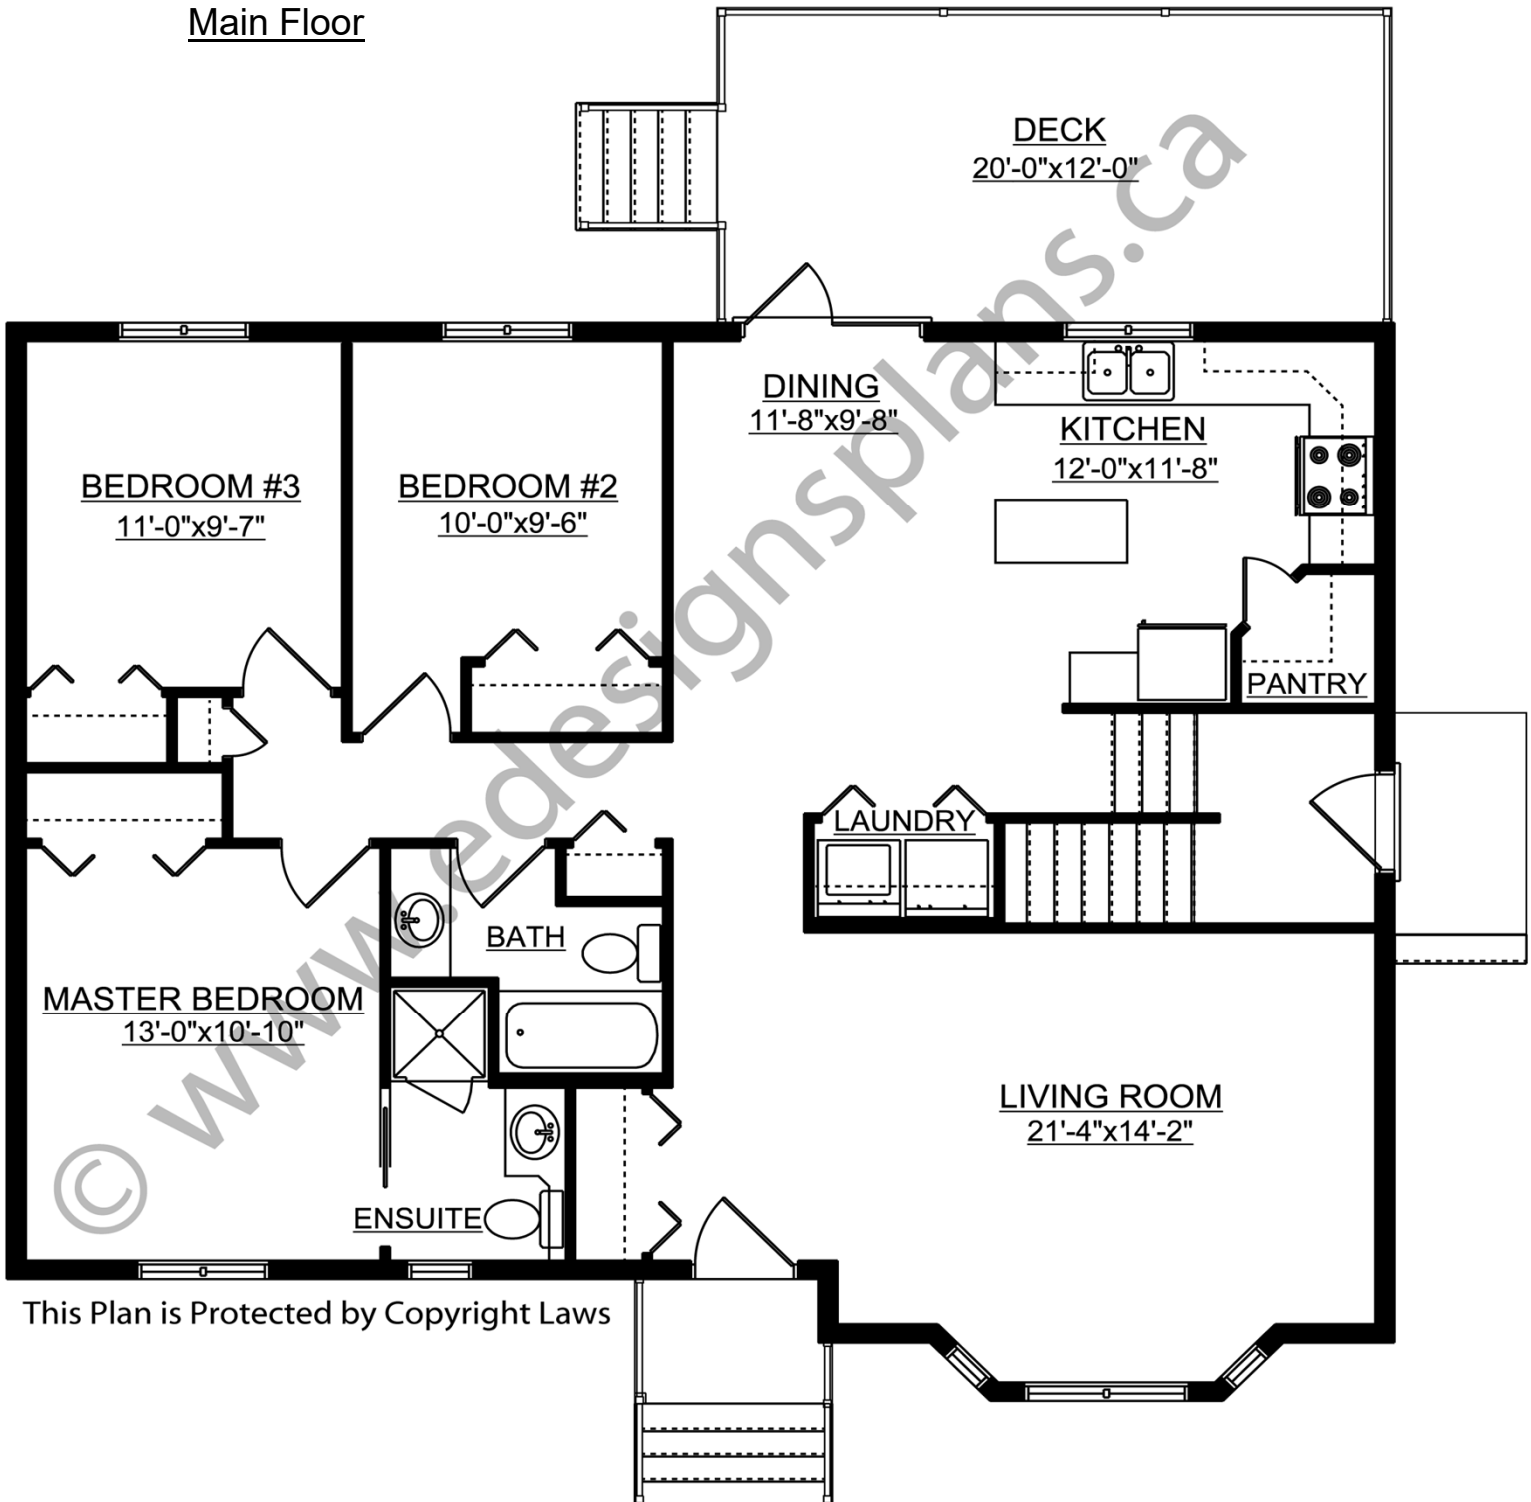 Main Floor
DECK
20'-0"x12'-0"
DINING
11'-8"x9'-8"
KITCHEN
12'-0"x11'-8"
BEDROOM #3
11'-0"x9'-7"
BEDROOM #2
10'-0"x9'-6"
PANTRY
LAUNDRY
BATH
MASTER BEDROOM
13'-0"x10'-10"
LIVING ROOM
21'-4"x14'-2"
ENSUITE
© www.edesignsplans.ca
This Plan is Protected by Copyright Laws